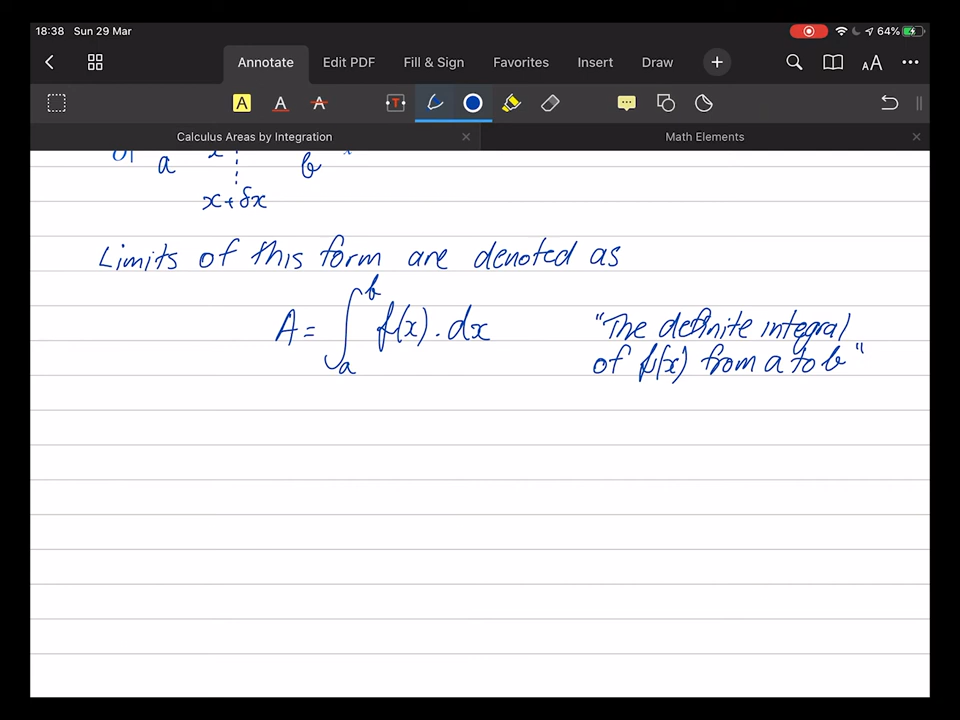 18:38 Sun 29 Mar 64%
Annotate Edit PDF Fill & Sign Favorites Insert Draw
Calculus Areas by Integration Math Elements
a b
x + δx
Limits of this form are denoted as
A = ∫_a^b f(x) . dx
"The definite integral
of f(x) from a to b"